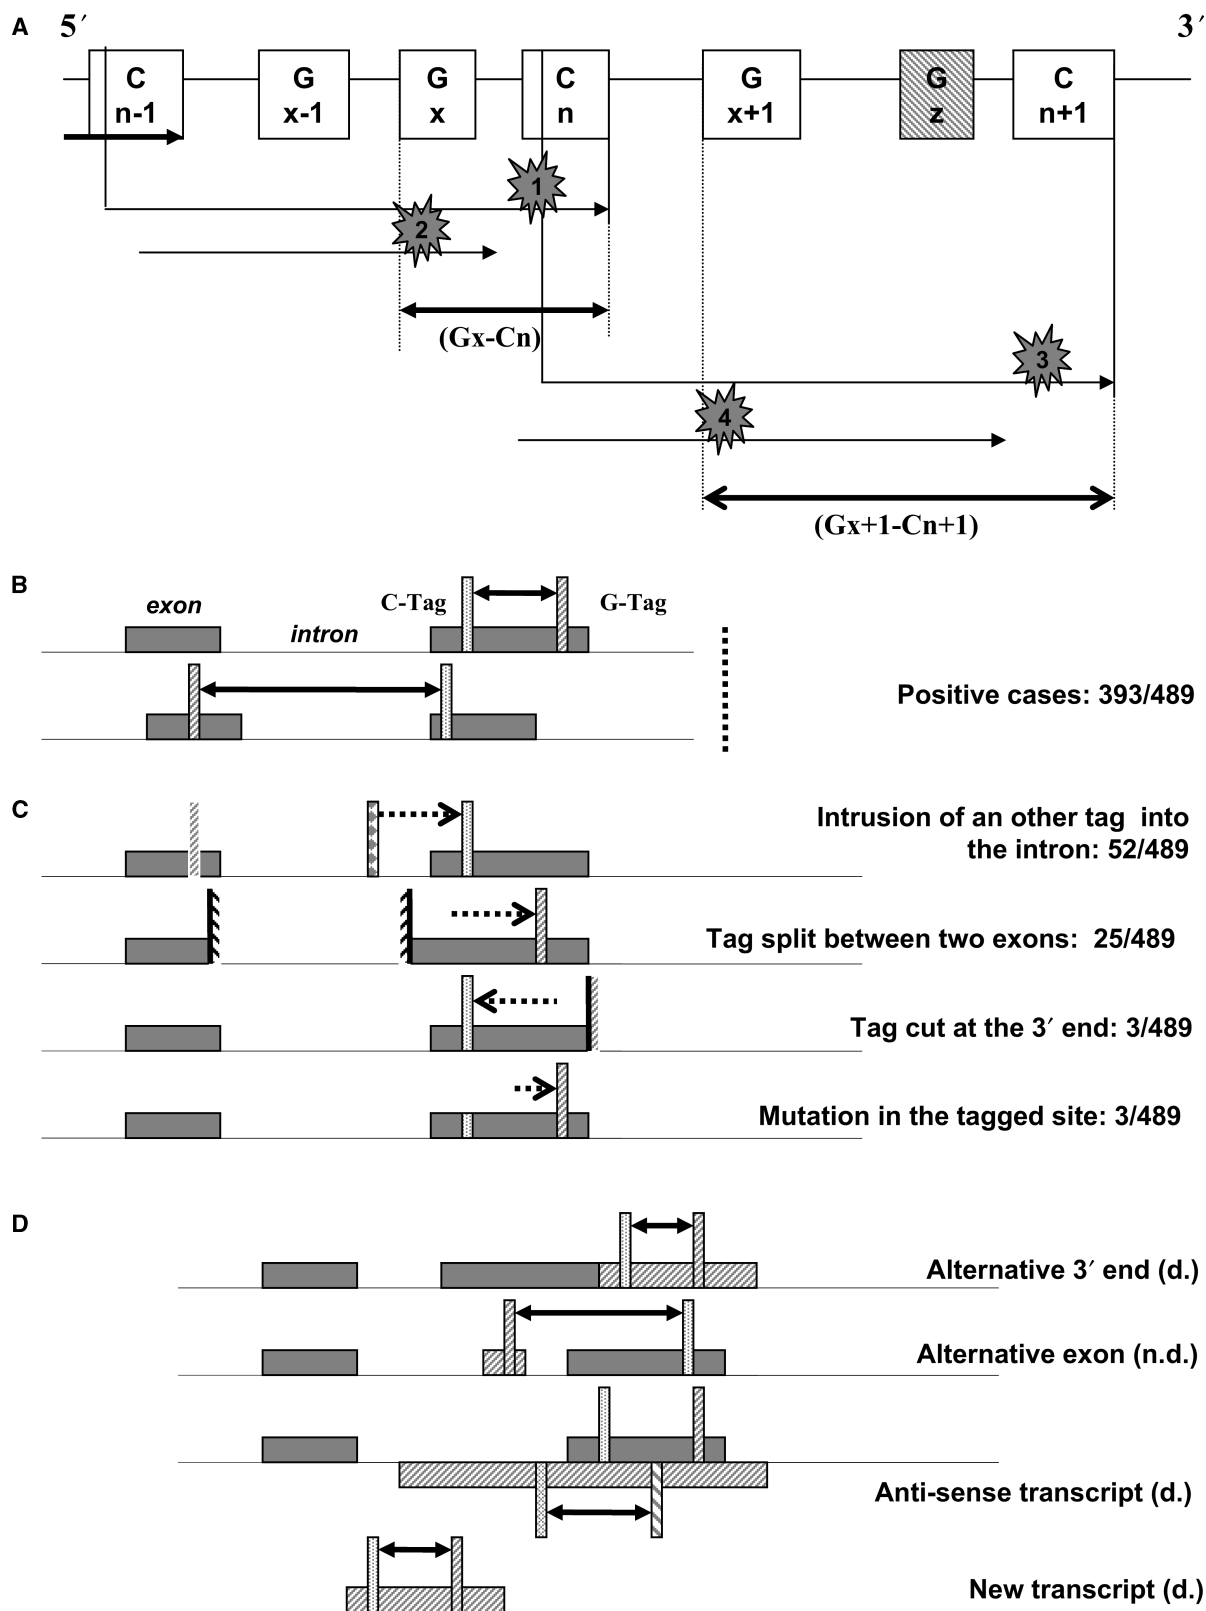 A
5′
3′
C
n-1
G
x-1
G
x
C
n
G
x+1
G
z
C
n+1
1
2
(Gx-Cn)
3
4
(Gx+1-Cn+1)
B
exon
intron
C-Tag
G-Tag
Positive cases: 393/489
C
Intrusion of an other tag into
the intron: 52/489
Tag split between two exons: 25/489
Tag cut at the 3′ end: 3/489
Mutation in the tagged site: 3/489
D
Alternative 3′ end (d.)
Alternative exon (n.d.)
Anti-sense transcript (d.)
New transcript (d.)